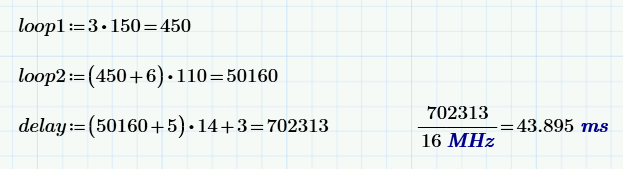 loop1:=3·150=450
loop2:=(450+6)·110=50160
delay:=(50160+5)·14+3=702313
702313
16 MHz
=43.895 ms